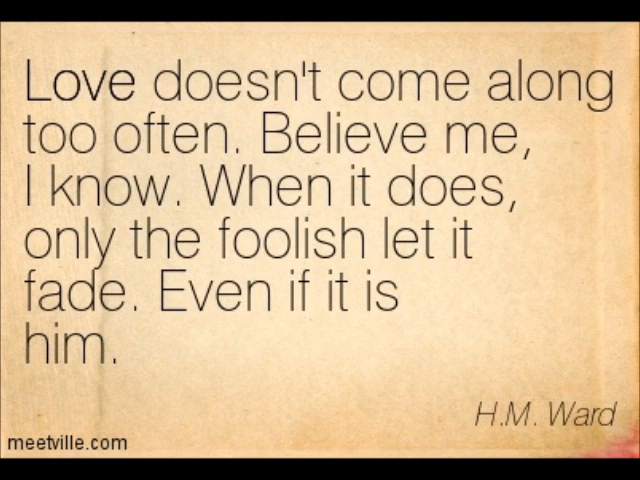 Love doesn't come along
too often. Believe me,
I know. When it does,
only the foolish let it
fade. Even if it is
him.
H.M. Ward
meetville.com